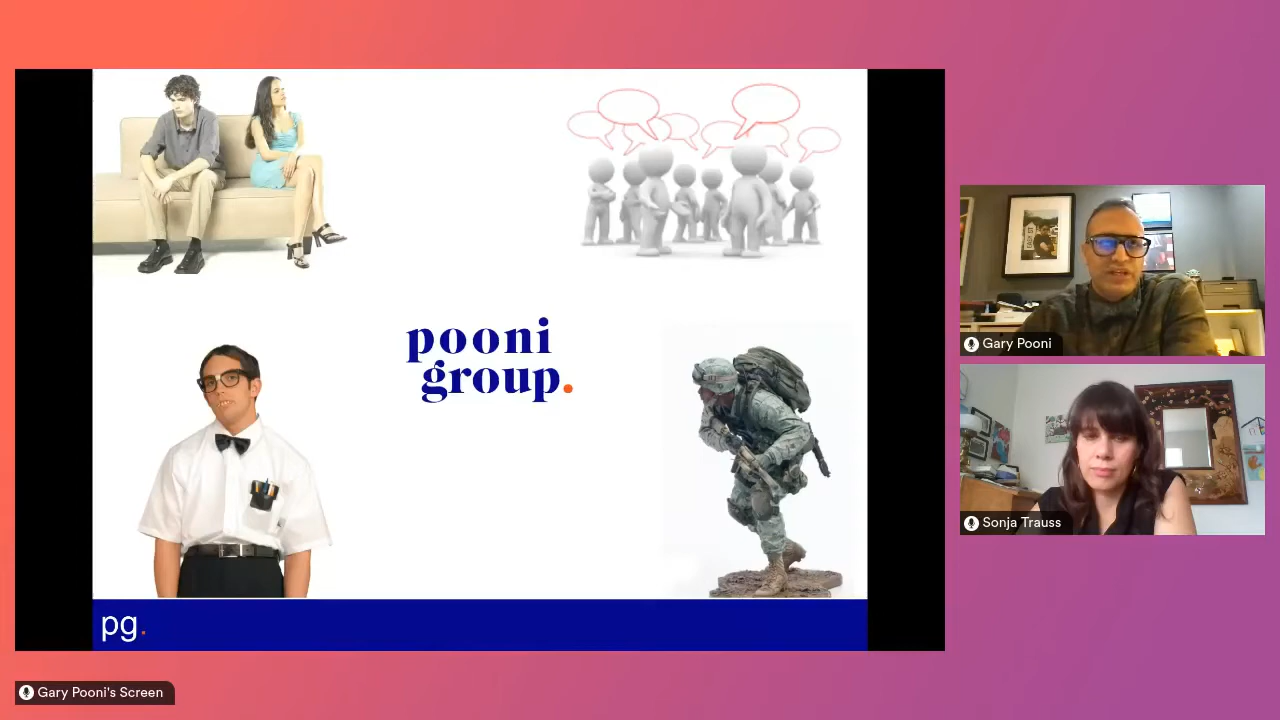 pooni
group.
pg.
Gary Pooni
Sonja Trauss
Gary Pooni's Screen